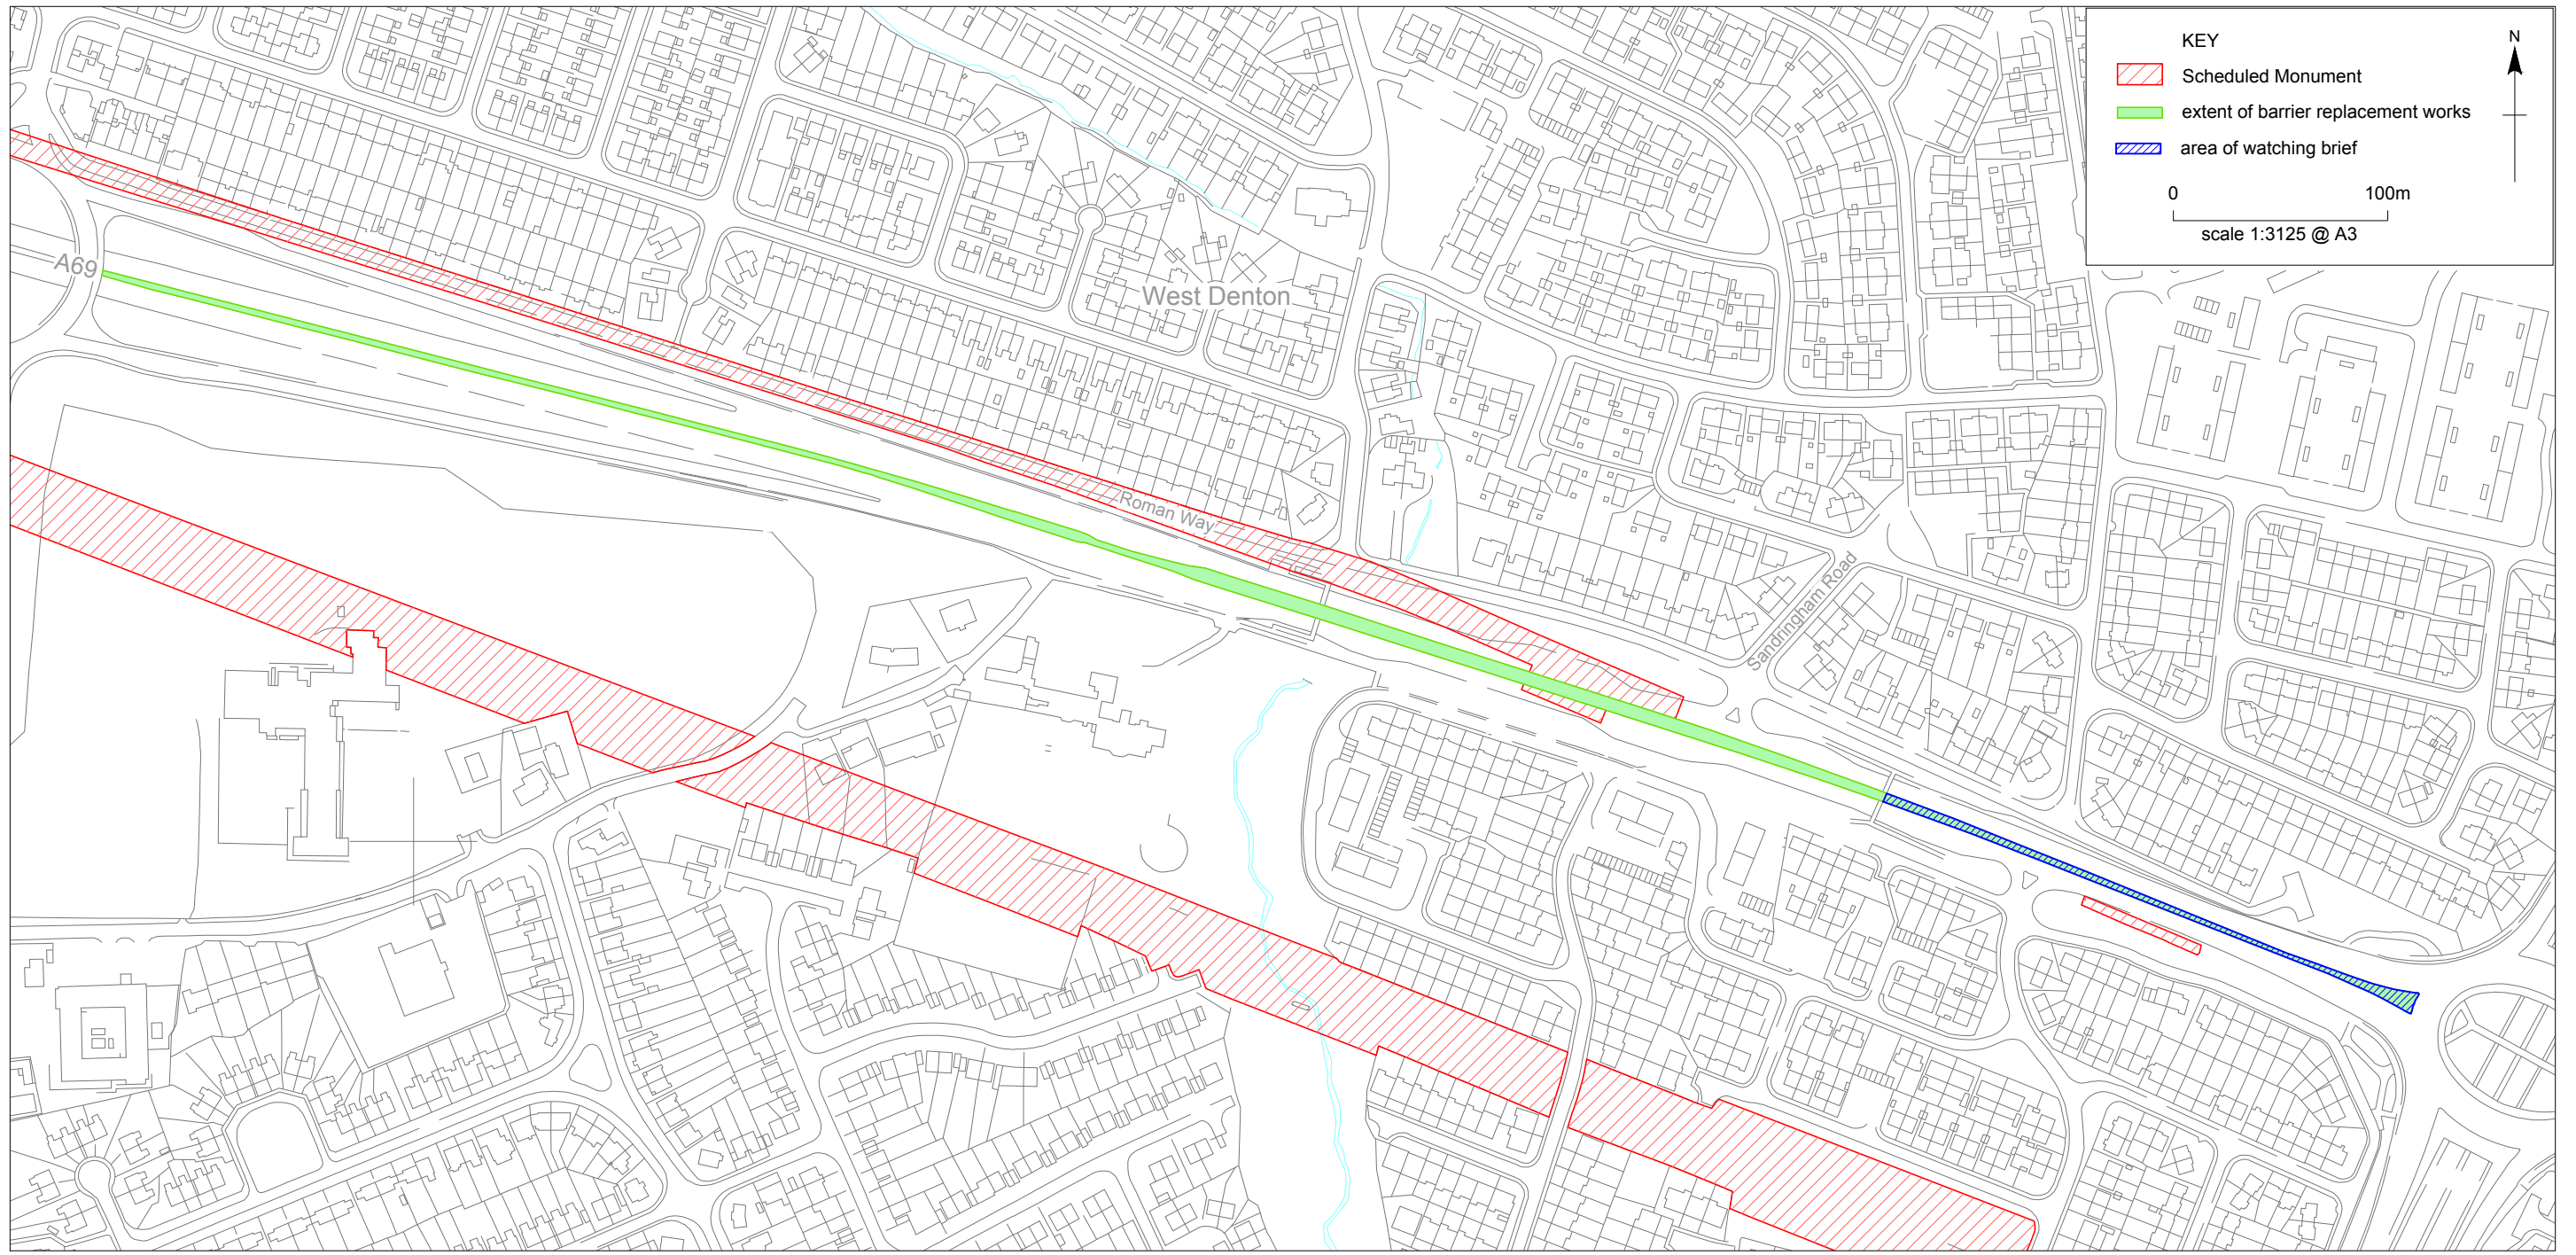 KEY
N
Scheduled Monument
extent of barrier replacement works
area of watching brief
0 100m
scale 1:3125 @ A3
A69
West Denton
Roman Way
Sandringham Road